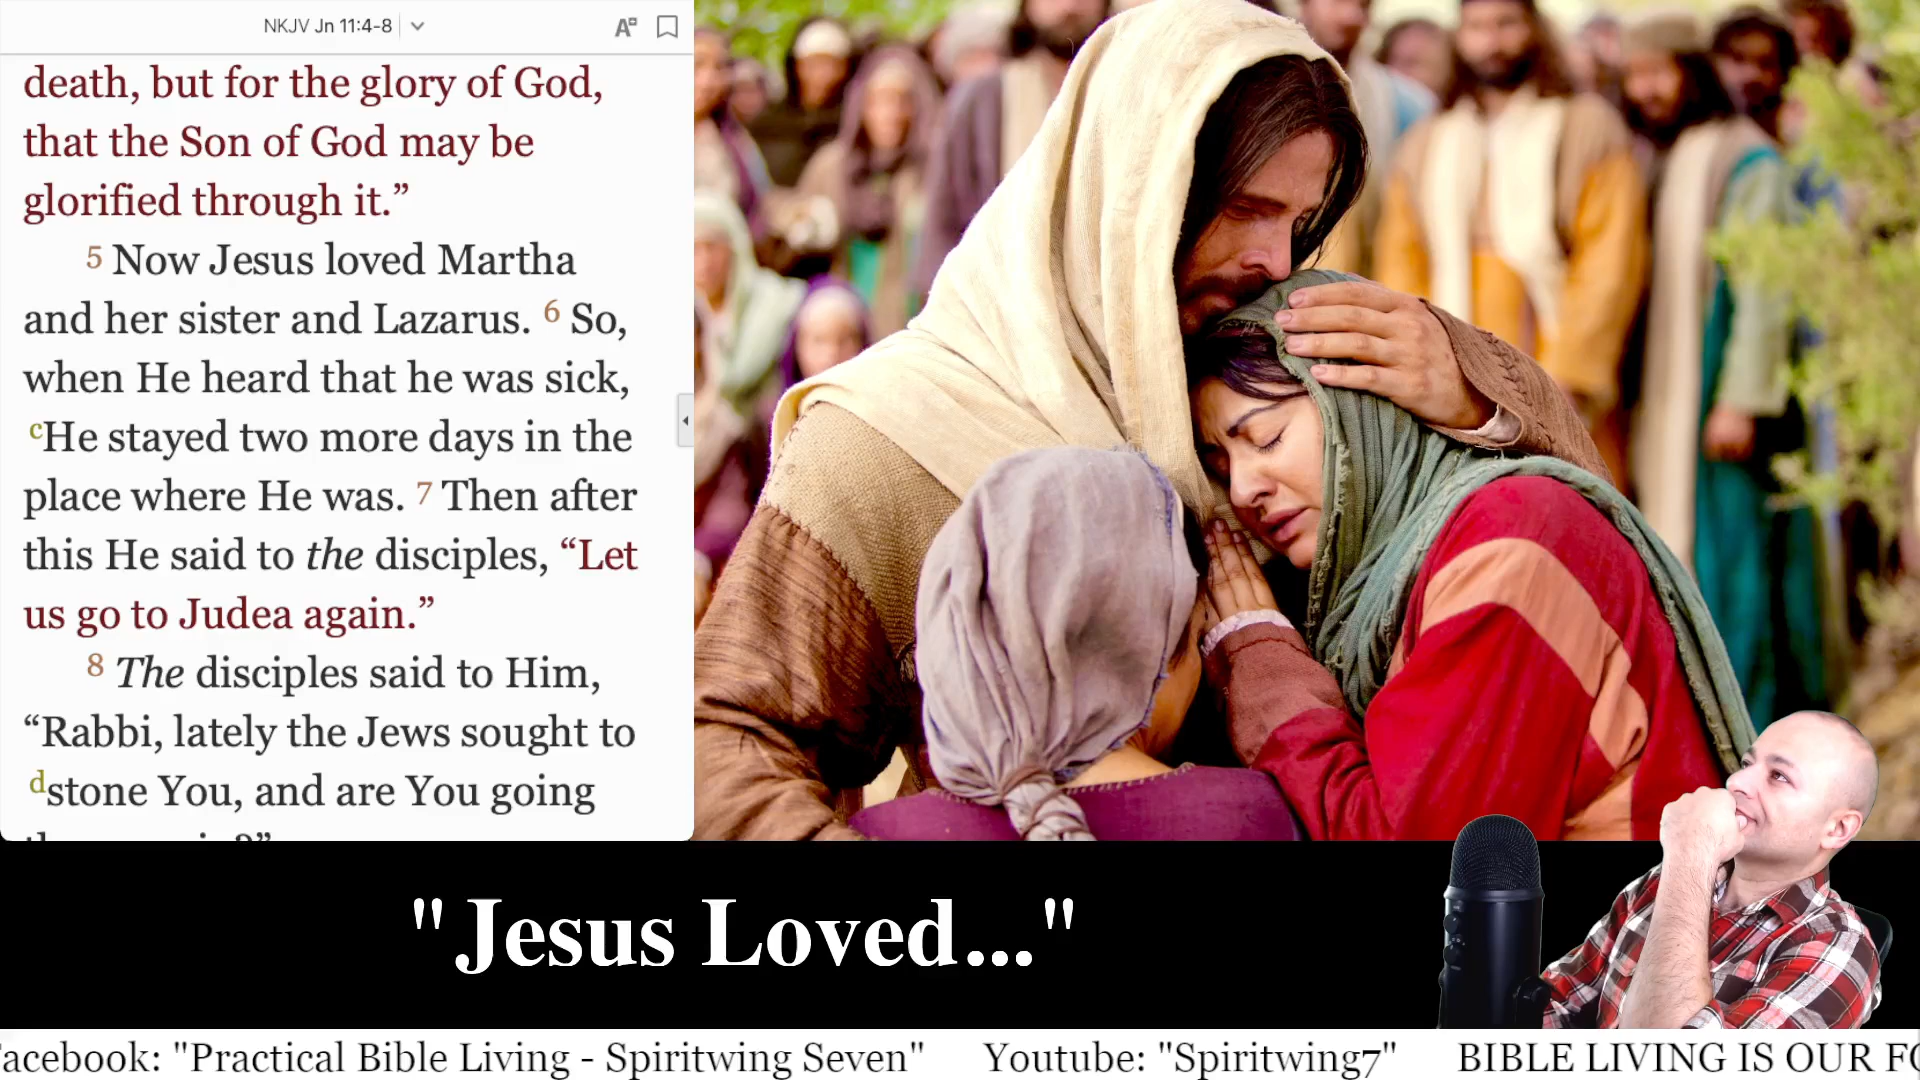 NKJV Jn 11:4-8
death, but for the glory of God,
that the Son of God may be
glorified through it.”
5 Now Jesus loved Martha
and her sister and Lazarus. 6 So,
when He heard that he was sick,
cHe stayed two more days in the
place where He was. 7 Then after
this He said to the disciples, “Let
us go to Judea again.”
8 The disciples said to Him,
“Rabbi, lately the Jews sought to
dstone You, and are You going
"Jesus Loved..."
acebook: "Practical Bible Living - Spiritwing Seven" Youtube: "Spiritwing7" BIBLE LIVING IS OUR FO